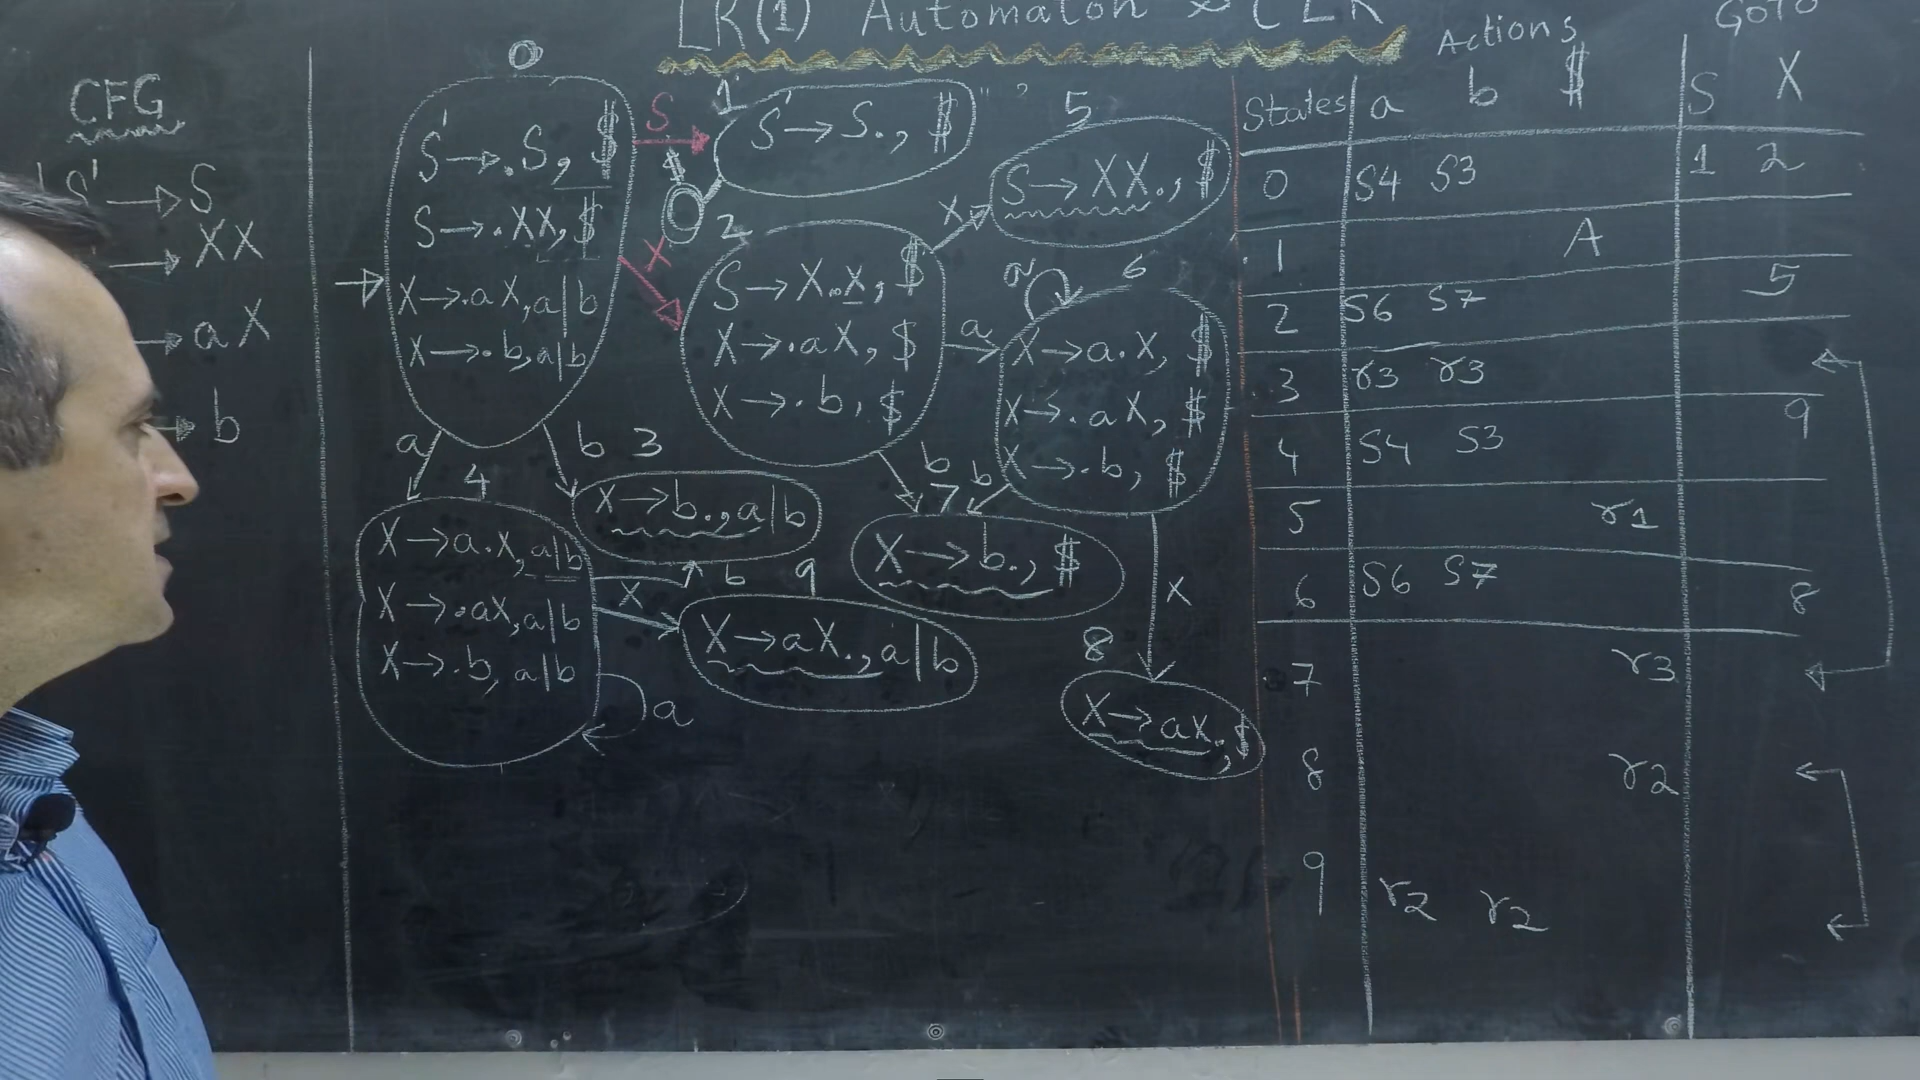 LR(1) Automaton CLR
CFG
S' → S
→ XX
→ aX
→ b
0
S' → .S, $
S → .XX, $
X → .aX, a|b
X → .b, a|b
S
X
$
a
b
1
S' → S., $
2
S → X.X, $
X → .aX, $
X → .b, $
X
a
b
5
S → XX., $
6
a
X → a.X, $
X → .aX, $
X → .b, $
b
X
3
X → b., a|b
4
X → a.X, a|b
X → .aX, a|b
X → .b, a|b
b
X
a
7
X → b., $
9
X → aX., a|b
8
X → aX., $
Actions GOTO
States a b $ S X
0 S4 S3 1 2
1 A
2 S6 S7 5
3 r3 r3
4 S4 S3 9
5 r1
6 S6 S7 8
7 r3
8 r2
9 r2 r2